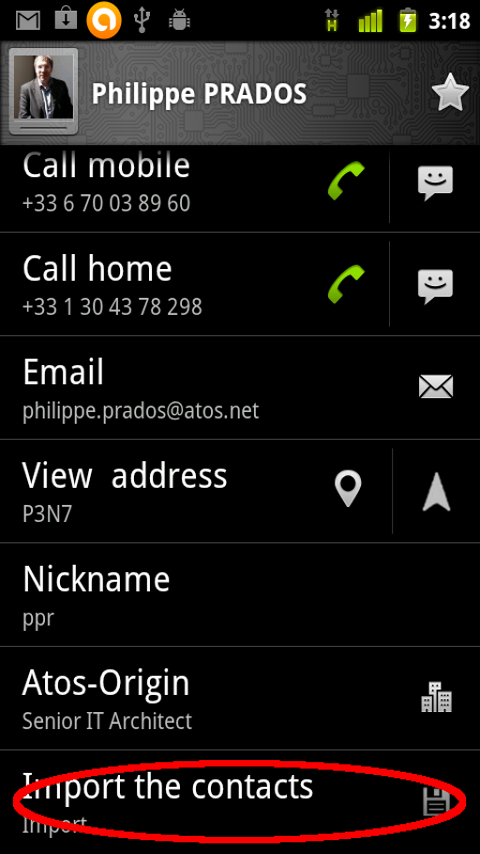 3:18
Philippe PRADOS
Call mobile
+33 6 70 03 89 60
Call home
+33 1 30 43 78 298
Email
philippe.prados@atos.net
View  address
P3N7
Nickname
ppr
Atos-Origin
Senior IT Architect
Import the contacts
Import